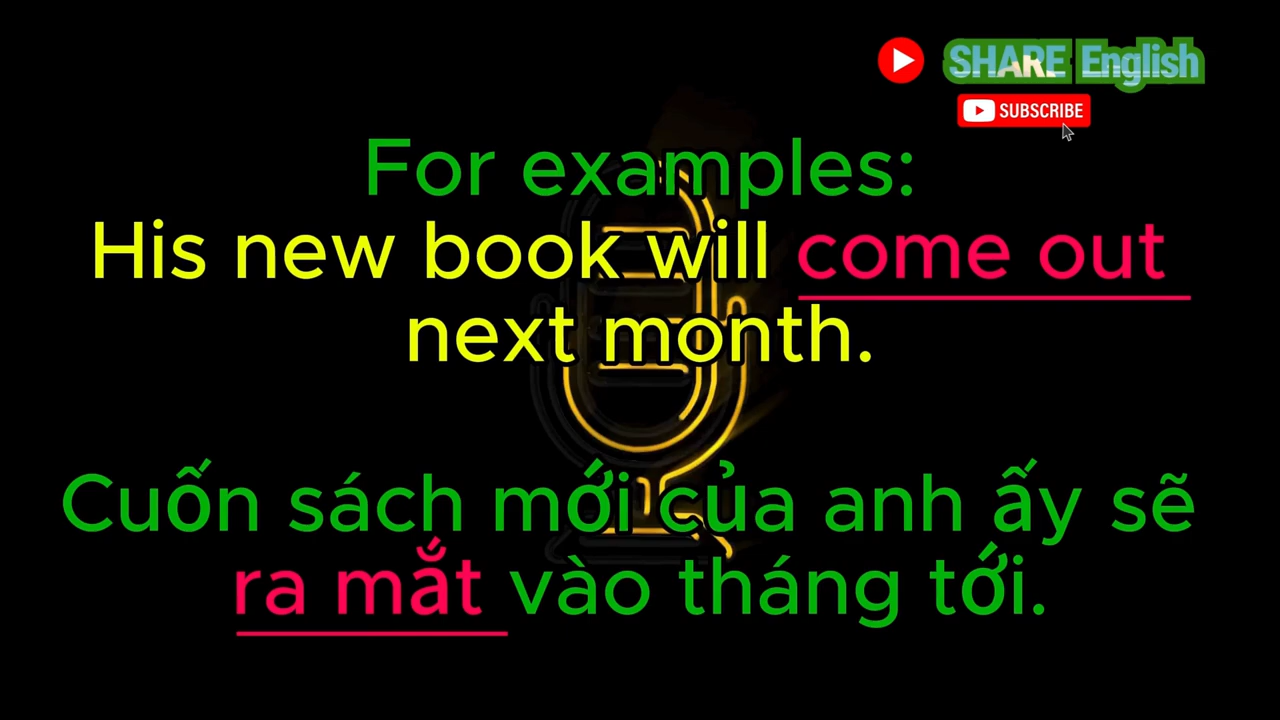 SHARE English
SUBSCRIBE
For examples:
His new book will come out
next month.
Cuốn sách mới của anh ấy sẽ
ra mắt vào tháng tới.